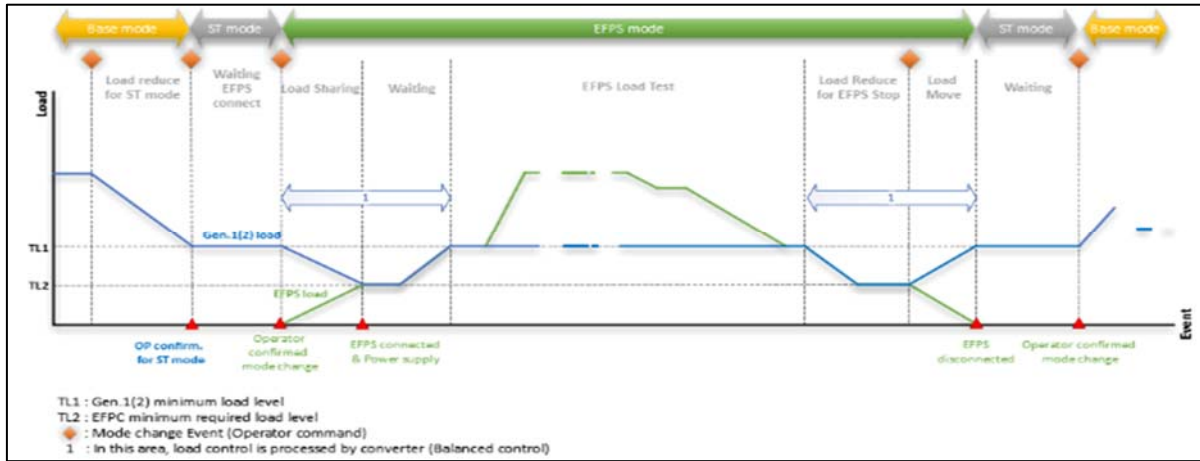 Base mode
ST mode
EFPS mode
ST mode
Base mode
Load reduce
for ST mode
Waiting
EFPS
connect
Load Sharing
Waiting
EFPS Load Test
Load Reduce
for EFPS Stop
Load
Move
Waiting
Load
1
1
Gen.1(2) load
TL1
TL2
EFPS load
Event
OP confirm.
for ST mode
Operator
confirmed
mode change
EFPS connected
& Power supply
EFPS
disconnected
Operator confirmed
mode change
TL1 : Gen.1(2) minimum load level
TL2 : EFPC minimum required load level
: Mode change Event (Operator command)
1 : In this area, load control is processed by converter (Balanced control)